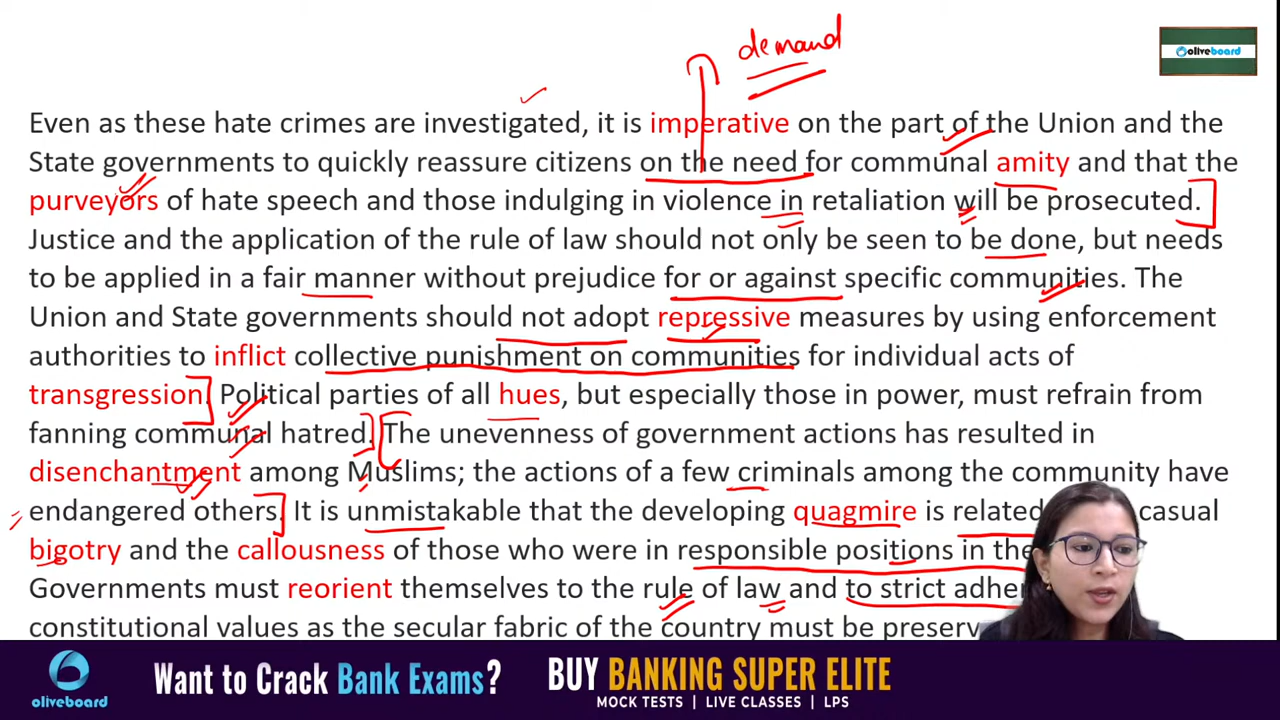 demand
oliveboard
Even as these hate crimes are investigated, it is imperative on the part of the Union and the
State governments to quickly reassure citizens on the need for communal amity and that the
purveyors of hate speech and those indulging in violence in retaliation will be prosecuted.
Justice and the application of the rule of law should not only be seen to be done, but needs
to be applied in a fair manner without prejudice for or against specific communities. The
Union and State governments should not adopt repressive measures by using enforcement
authorities to inflict collective punishment on communities for individual acts of
transgression. Political parties of all hues, but especially those in power, must refrain from
fanning communal hatred. The unevenness of government actions has resulted in
disenchantment among Muslims; the actions of a few criminals among the community have
endangered others. It is unmistakable that the developing quagmire is related casual
bigotry and the callousness of those who were in responsible positions in the
Governments must reorient themselves to the rule of law and to strict
constitutional values as the secular fabric of the country must be
oliveboard
Want to Crack Bank Exams?
BUY BANKING SUPER ELITE
MOCK TESTS | LIVE CLASSES | LPS